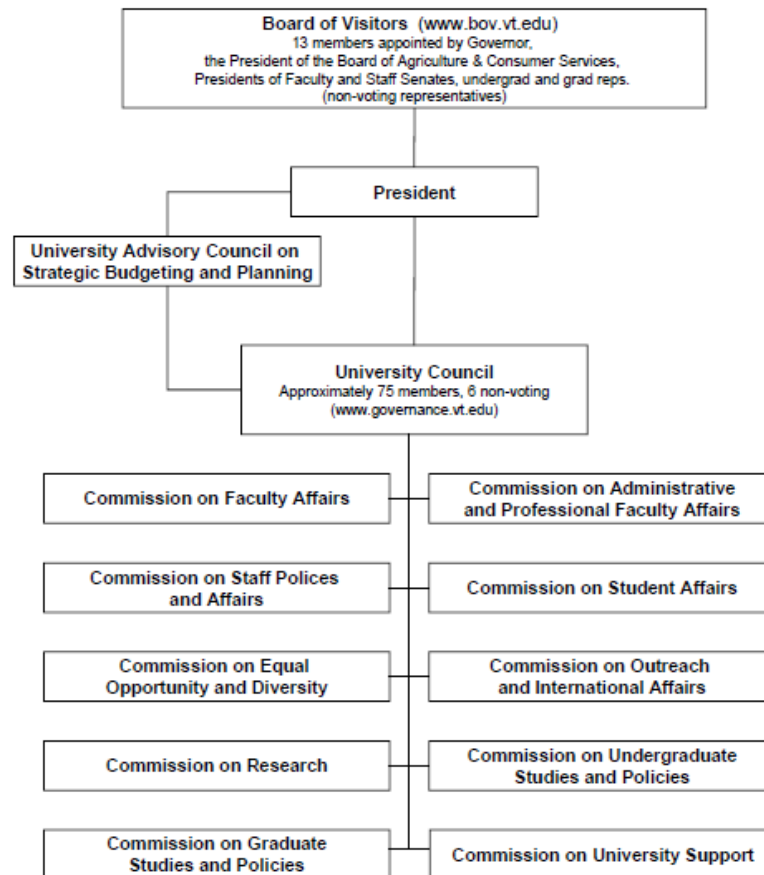 Board of Visitors (www.bov.vt.edu)
13 members appointed by Governor,
the President of the Board of Agriculture & Consumer Services,
Presidents of Faculty and Staff Senates, undergrad and grad reps.
(non-voting representatives)
President
University Advisory Council on
Strategic Budgeting and Planning
University Council
Approximately 75 members, 6 non-voting
(www.governance.vt.edu)
Commission on Faculty Affairs
Commission on Administrative
and Professional Faculty Affairs
Commission on Staff Polices
and Affairs
Commission on Student Affairs
Commission on Equal
Opportunity and Diversity
Commission on Outreach
and International Affairs
Commission on Research
Commission on Undergraduate
Studies and Policies
Commission on Graduate
Studies and Policies
Commission on University Support